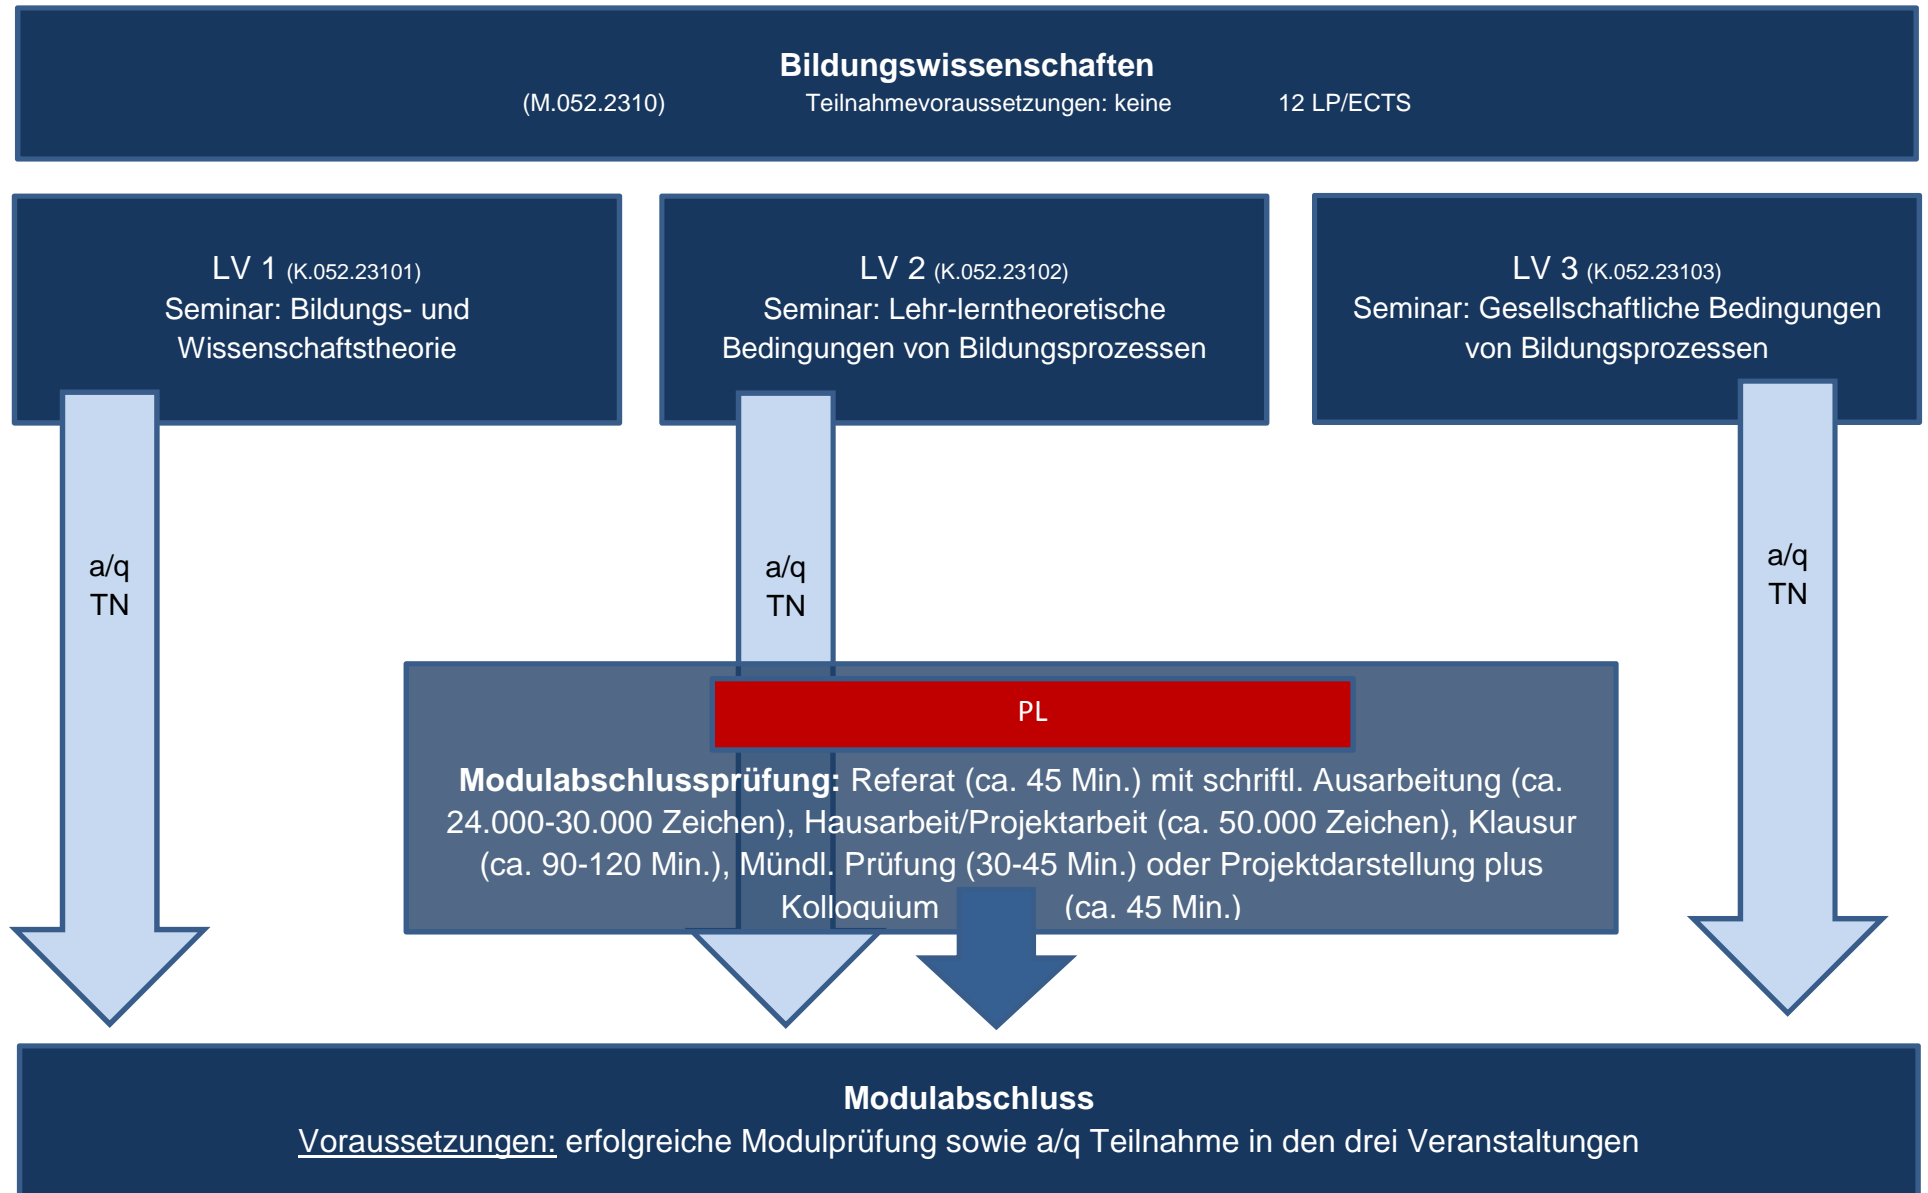 Bildungswissenschaften
(M.052.2310) Teilnahmevoraussetzungen: keine 12 LP/ECTS
LV 1 (K.052.23101)
Seminar: Bildungs- und
Wissenschaftstheorie
LV 2 (K.052.23102)
Seminar: Lehr-lerntheoretische
Bedingungen von Bildungsprozessen
LV 3 (K.052.23103)
Seminar: Gesellschaftliche Bedingungen
von Bildungsprozessen
a/q
TN
a/q
TN
a/q
TN
PL
Modulabschlussprüfung: Referat (ca. 45 Min.) mit schriftl. Ausarbeitung (ca.
24.000-30.000 Zeichen), Hausarbeit/Projektarbeit (ca. 50.000 Zeichen), Klausur
(ca. 90-120 Min.), Mündl. Prüfung (30-45 Min.) oder Projektdarstellung plus
Kolloquium (ca. 45 Min.)
Modulabschluss
Voraussetzungen: erfolgreiche Modulprüfung sowie a/q Teilnahme in den drei Veranstaltungen